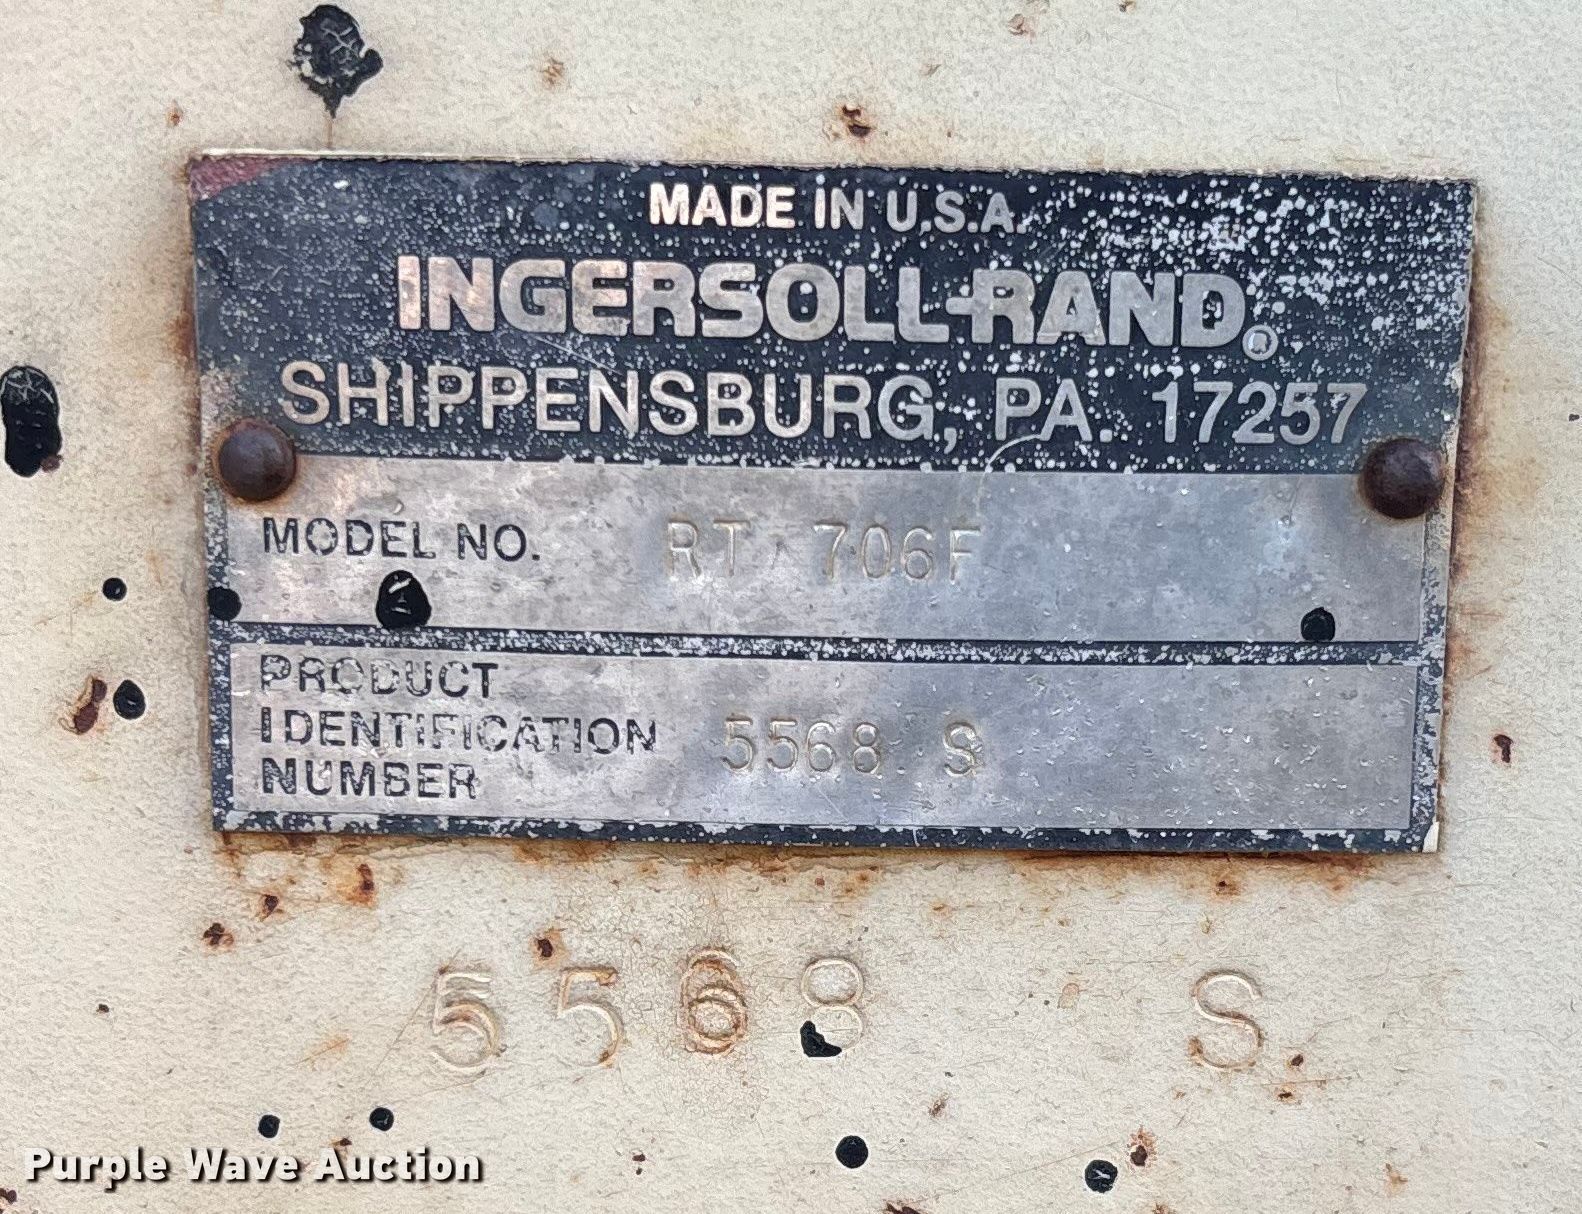 MADE IN U.S.A.
INGERSOLL-RAND®
SHIPPENSBURG, PA. 17257
MODEL NO. RT 706F
PRODUCT
IDENTIFICATION
NUMBER
5568 S
5568 S
Purple Wave Auction